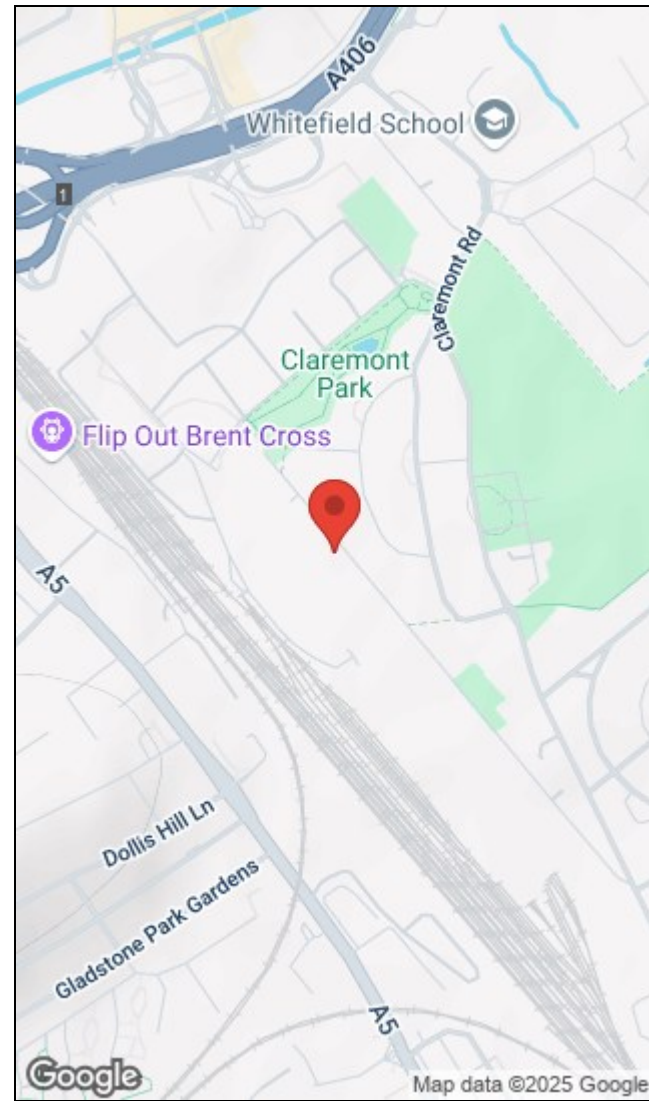 A406
Whitefield School
1
Claremont Rd
Claremont
Park
Flip Out Brent Cross
A5
Dollis Hill Ln
Gladstone Park Gardens
A5
Google
Map data ©2025 Google